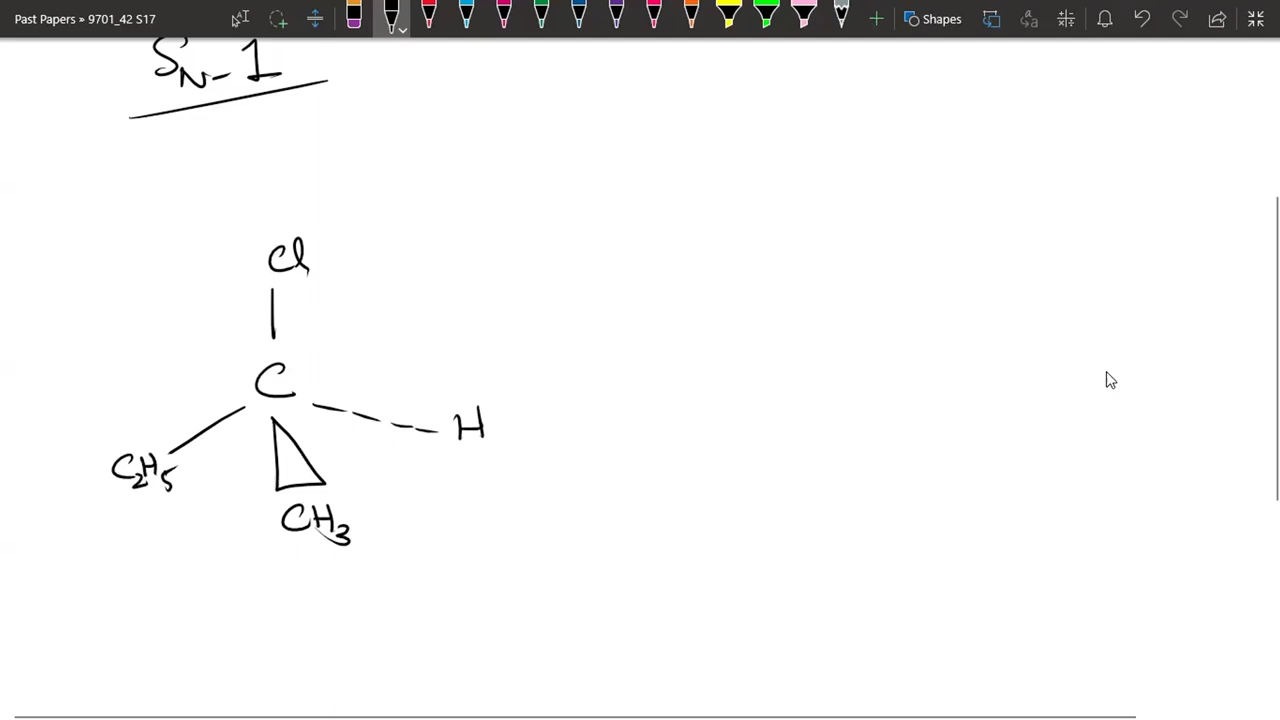 Past Papers » 9701_42 S17
Shapes
SN-1
Cl
C
H
C2H5
CH3